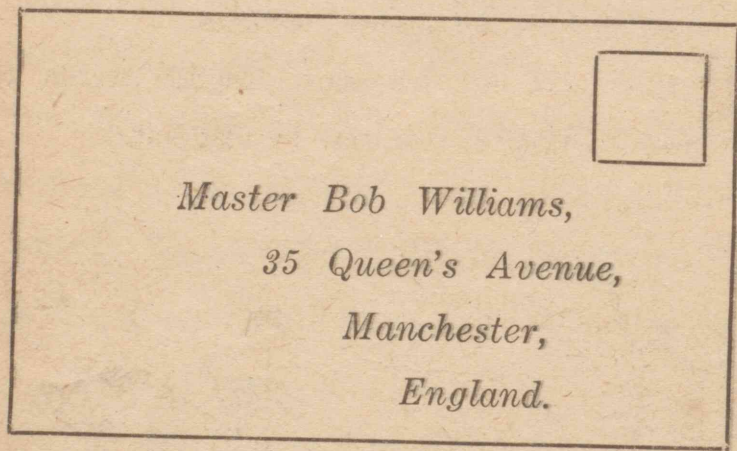 Master Bob Williams,
35 Queen's Avenue,
Manchester,
England.